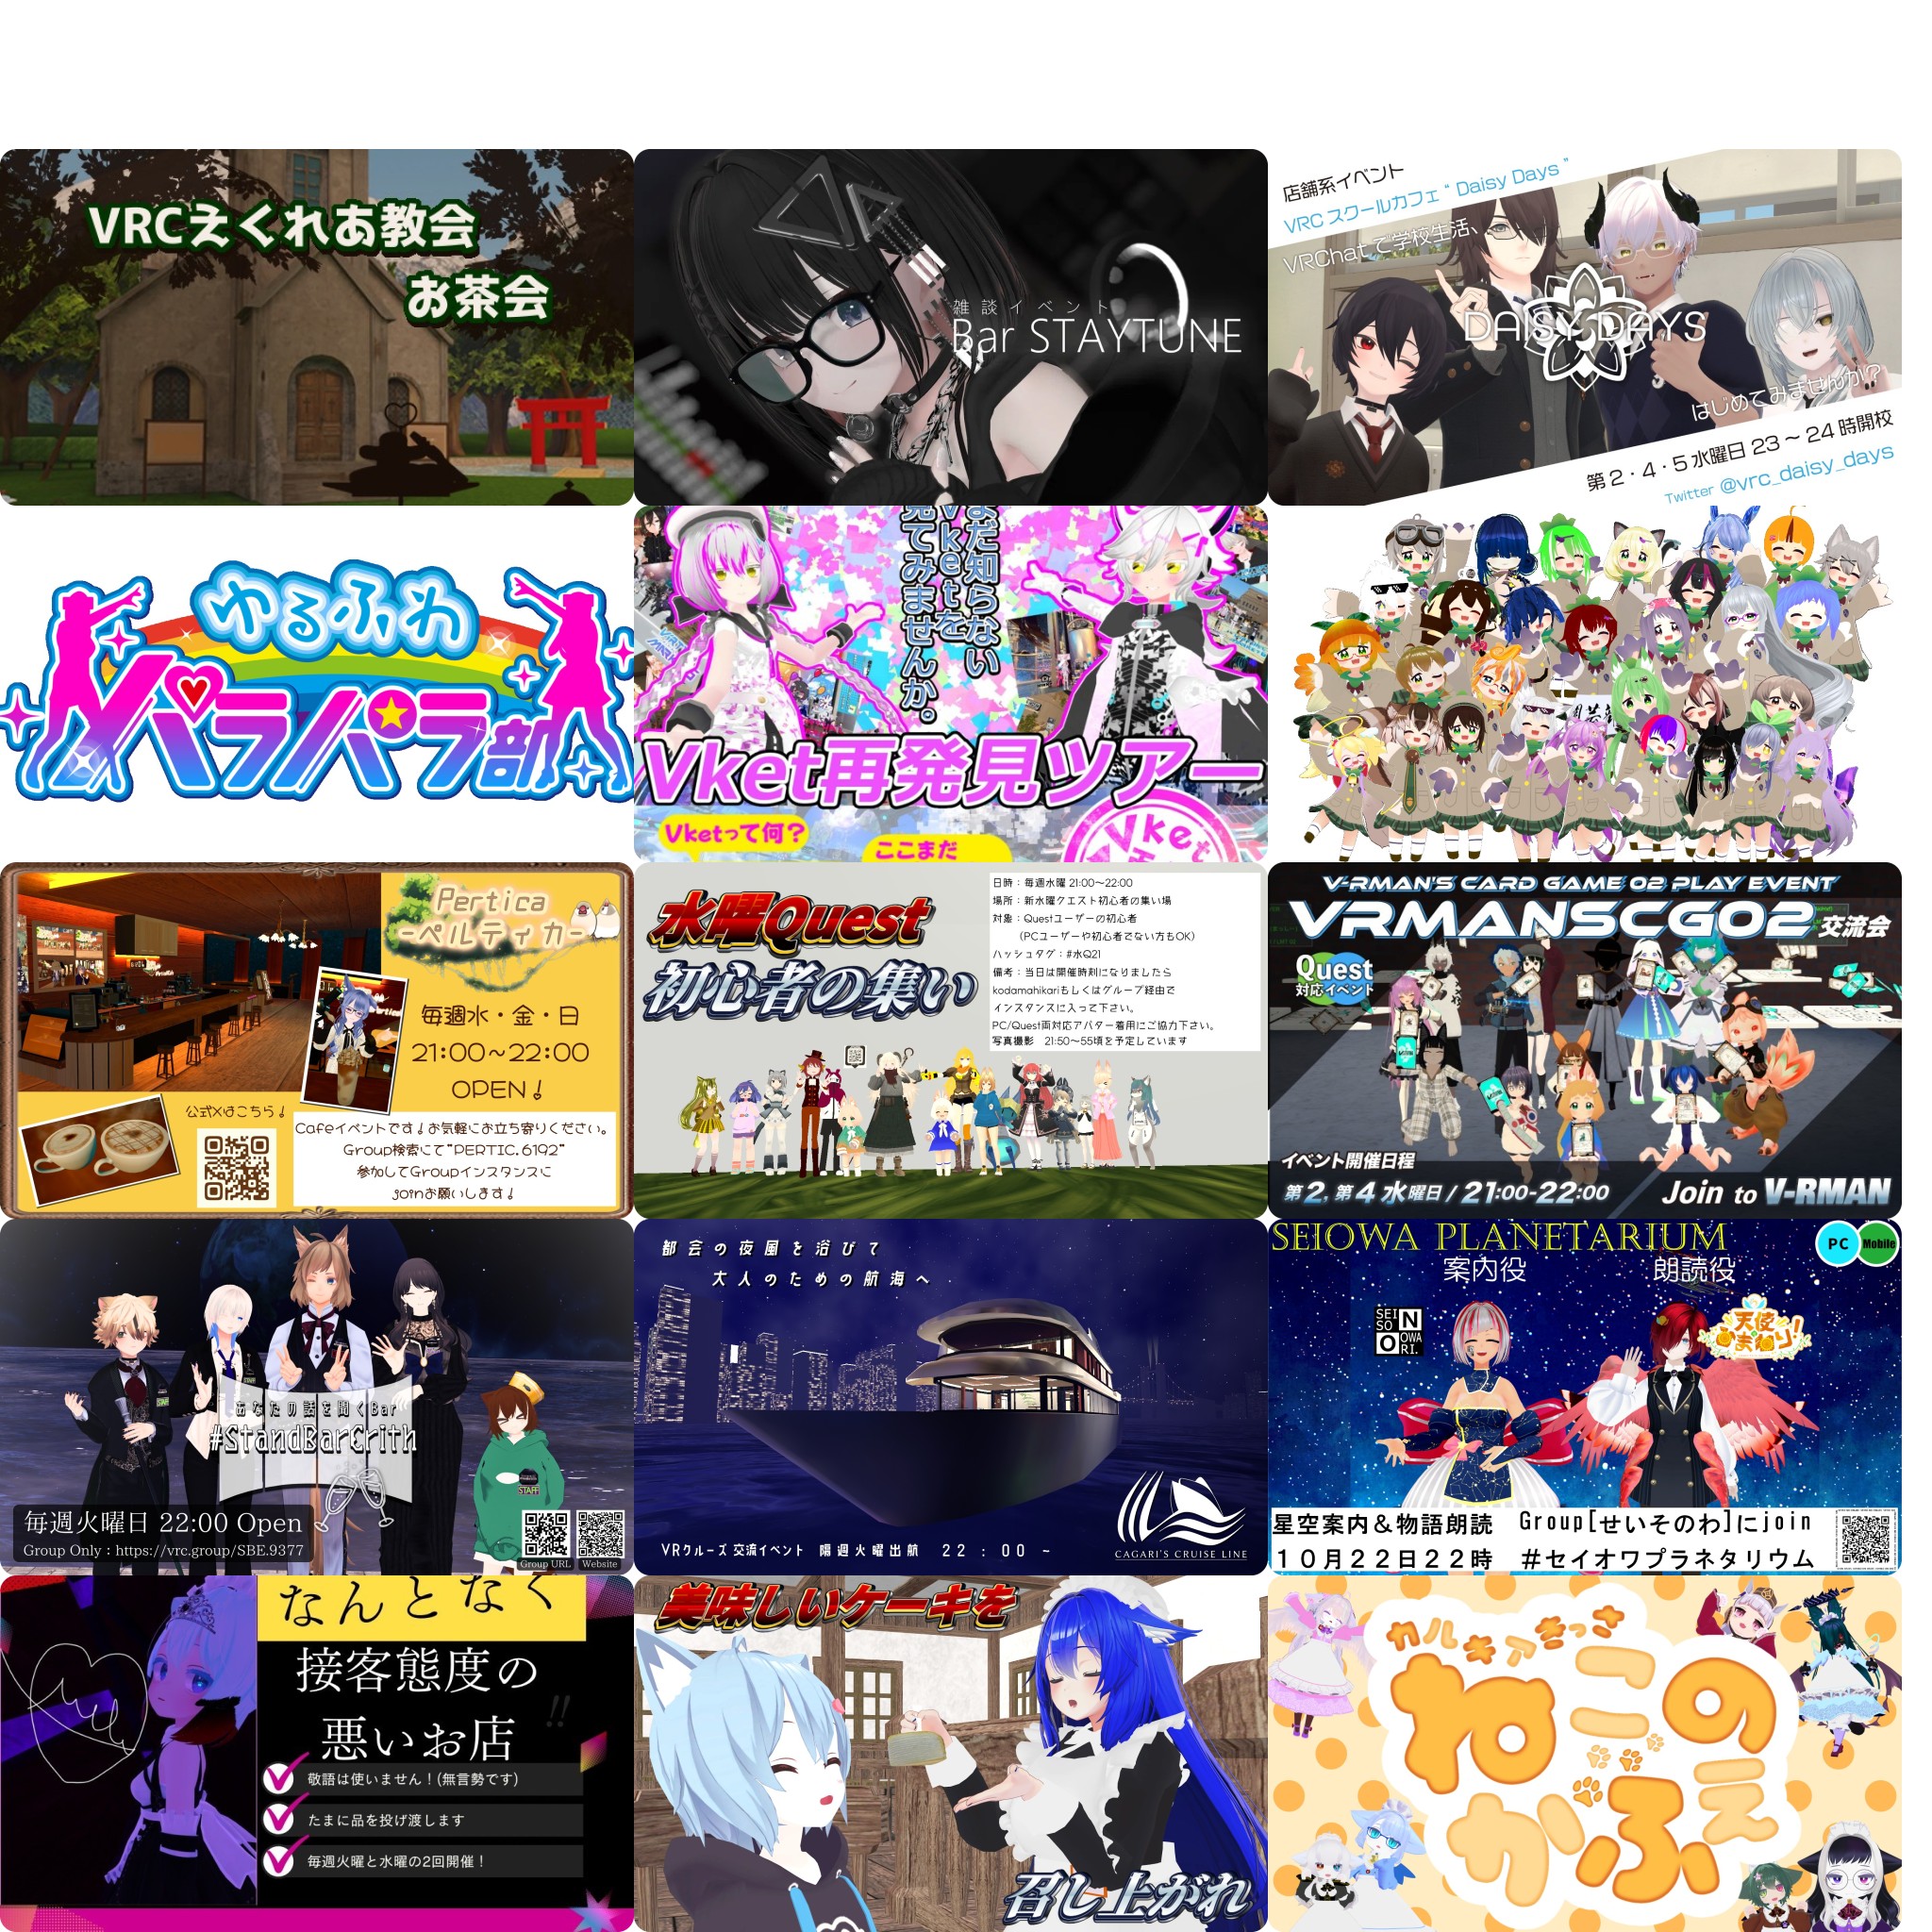 VRCえくれあ教会
お茶会
雑談イベント
Bar STAYTUNE
店舗系イベント
VRCスクールカフェ“Daisy Days”
VRChatで学校生活、
DAISY DAYS
はじめてみませんか?
第2・4・5水曜日 23～24時開校
Twitter @vrc_daisy_days
ゆるふわ
パラパラ部
まだ知らない
Vketを
見てみませんか。
Vket再発見ツアー
Vketって何?
ここまだ
Vket
Pertica
-ペルティカ-
毎週水・金・日
21:00~22:00
OPEN!
公式Xはこちら!
Cafeイベントです!お気軽にお立ち寄りください。
Group検索にて"PERTIC.6192"
参加してGroupインスタンスに
joinお願いします!
水曜Quest
初心者の集い
日時：毎週水曜 21:00～22:00
場所：新水曜クエスト初心者の集い場
対象：Questユーザーの初心者
(PCユーザーや初心者でない方もOK)
ハッシュタグ：#水Q21
備考：当日は開催時刻になりましたら
kodamahikariもしくはグループ経由で
インスタンスに入って下さい。
PC/Quest両対応アバター着用にご協力下さい。
写真撮影　21:50～55頃を予定しています
V-RMAN'S CARD GAME 02 PLAY EVENT
VRMANSCG02 交流会
Quest
対応イベント
イベント開催日程
第2, 第4 水曜日 / 21:00-22:00
Join to V-RMAN
あなたの話を聞くBar
#StandBarErith
STAFF
毎週火曜日 22:00 Open
Group Only : https://vrc.group/SBE.9377
Group URL
Website
都会の夜風を浴びて
大人のための航海へ
VRクルーズ交流イベント 隔週火曜出航 22:00~
CAGARI'S CRUISE LINE
SEIOWA PLANETARIUM
PC
Mobile
案内役
朗読役
SEI
SO
N
O
OWA
RI.
天使
ひまわり!
星空案内＆物語朗読 Group[せいそのわ]にjoin
10月22日22時 #セイオワプラネタリウム
なんとなく
接客態度の
悪いお店
!!
敬語は使いません！(無言勢です)
たまに品を投げ渡します
毎週火曜と水曜の2回開催！
美味しいケーキを
召し上がれ
カルキアきっさ
ねこの
かふぇ